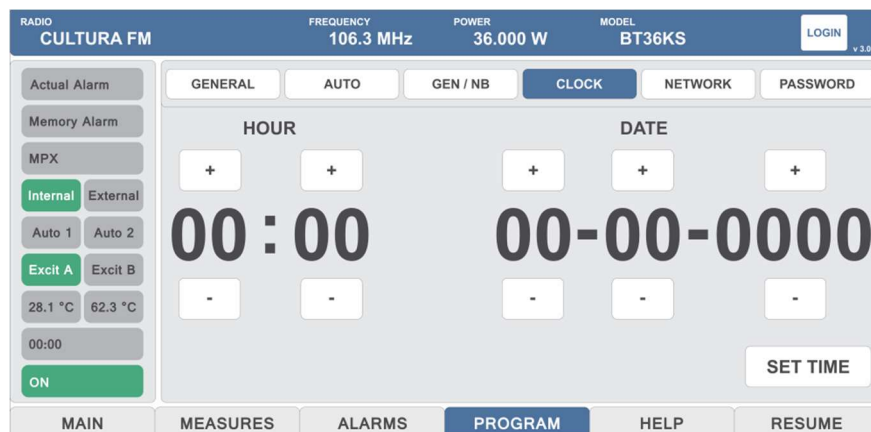 RADIO FREQUENCY POWER MODEL
CULTURA FM 106.3 MHz 36.000 W BT36KS LOGIN
v 3.0
Actual Alarm GENERAL AUTO GEN / NB CLOCK NETWORK PASSWORD
Memory Alarm HOUR DATE
MPX + + + + +
Internal External
Auto 1 Auto 2 00 : 00 00-00-0000
Excit A Excit B
28.1 °C 62.3 °C - - - - -
00:00
ON SET TIME
MAIN MEASURES ALARMS PROGRAM HELP RESUME